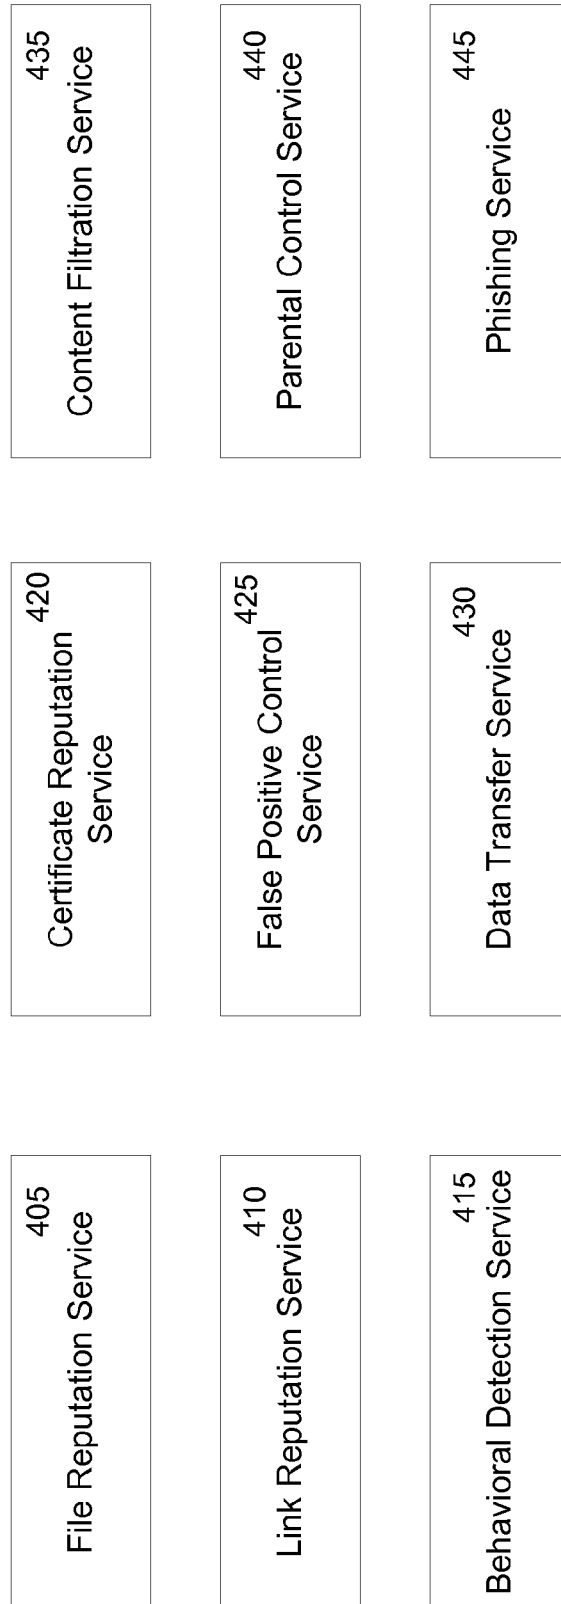 405
File Reputation Service
410
Link Reputation Service
415
Behavioral Detection Service
420
Certificate Reputation
Service
425
False Positive Control
Service
430
Data Transfer Service
435
Content Filtration Service
440
Parental Control Service
445
Phishing Service